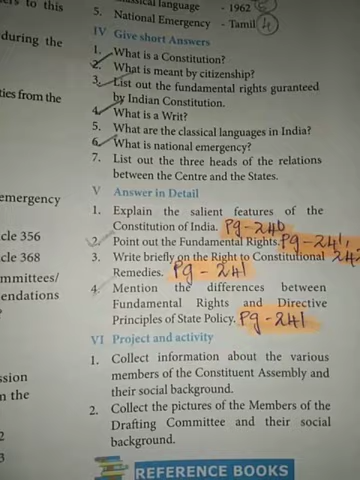 to this
classical language - 1962
5. National Emergency - Tamil 4
IV Give short Answers
during the
1. What is a Constitution?
2. What is meant by citizenship?
3. List out the fundamental rights guranteed
by Indian Constitution.
ties from the
4. What is a Writ?
5. What are the classical languages in India?
6. What is national emergency?
7. List out the three heads of the relations
between the Centre and the States.
V Answer in Detail
emergency
1. Explain the salient features of the
Constitution of India. Pg-240
cle 356
2. Point out the Fundamental Rights. Pg-241,
cle 368
3. Write briefly on the Right to Constitutional 242
Remedies. Pg-241
mmittees/
4. Mention the differences between
endations
Fundamental Rights and Directive
Principles of State Policy. Pg-241
VI Project and activity
1. Collect information about the various
members of the Constituent Assembly and
their social background.
ssion
n the
2. Collect the pictures of the Members of the
Drafting Committee and their social
background.
2
3
REFERENCE BOOKS